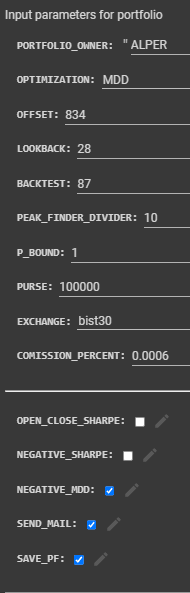 Input parameters for portfolio
PORTFOLIO_OWNER: " ALPER
OPTIMIZATION: MDD
OFFSET: 834
LOOKBACK: 28
BACKTEST: 87
PEAK_FINDER_DIVIDER: 10
P_BOUND: 1
PURSE: 100000
EXCHANGE: bist30
COMISSION_PERCENT: 0.0006
OPEN_CLOSE_SHARPE:
NEGATIVE_SHARPE:
NEGATIVE_MDD:
SEND_MAIL:
SAVE_PF: